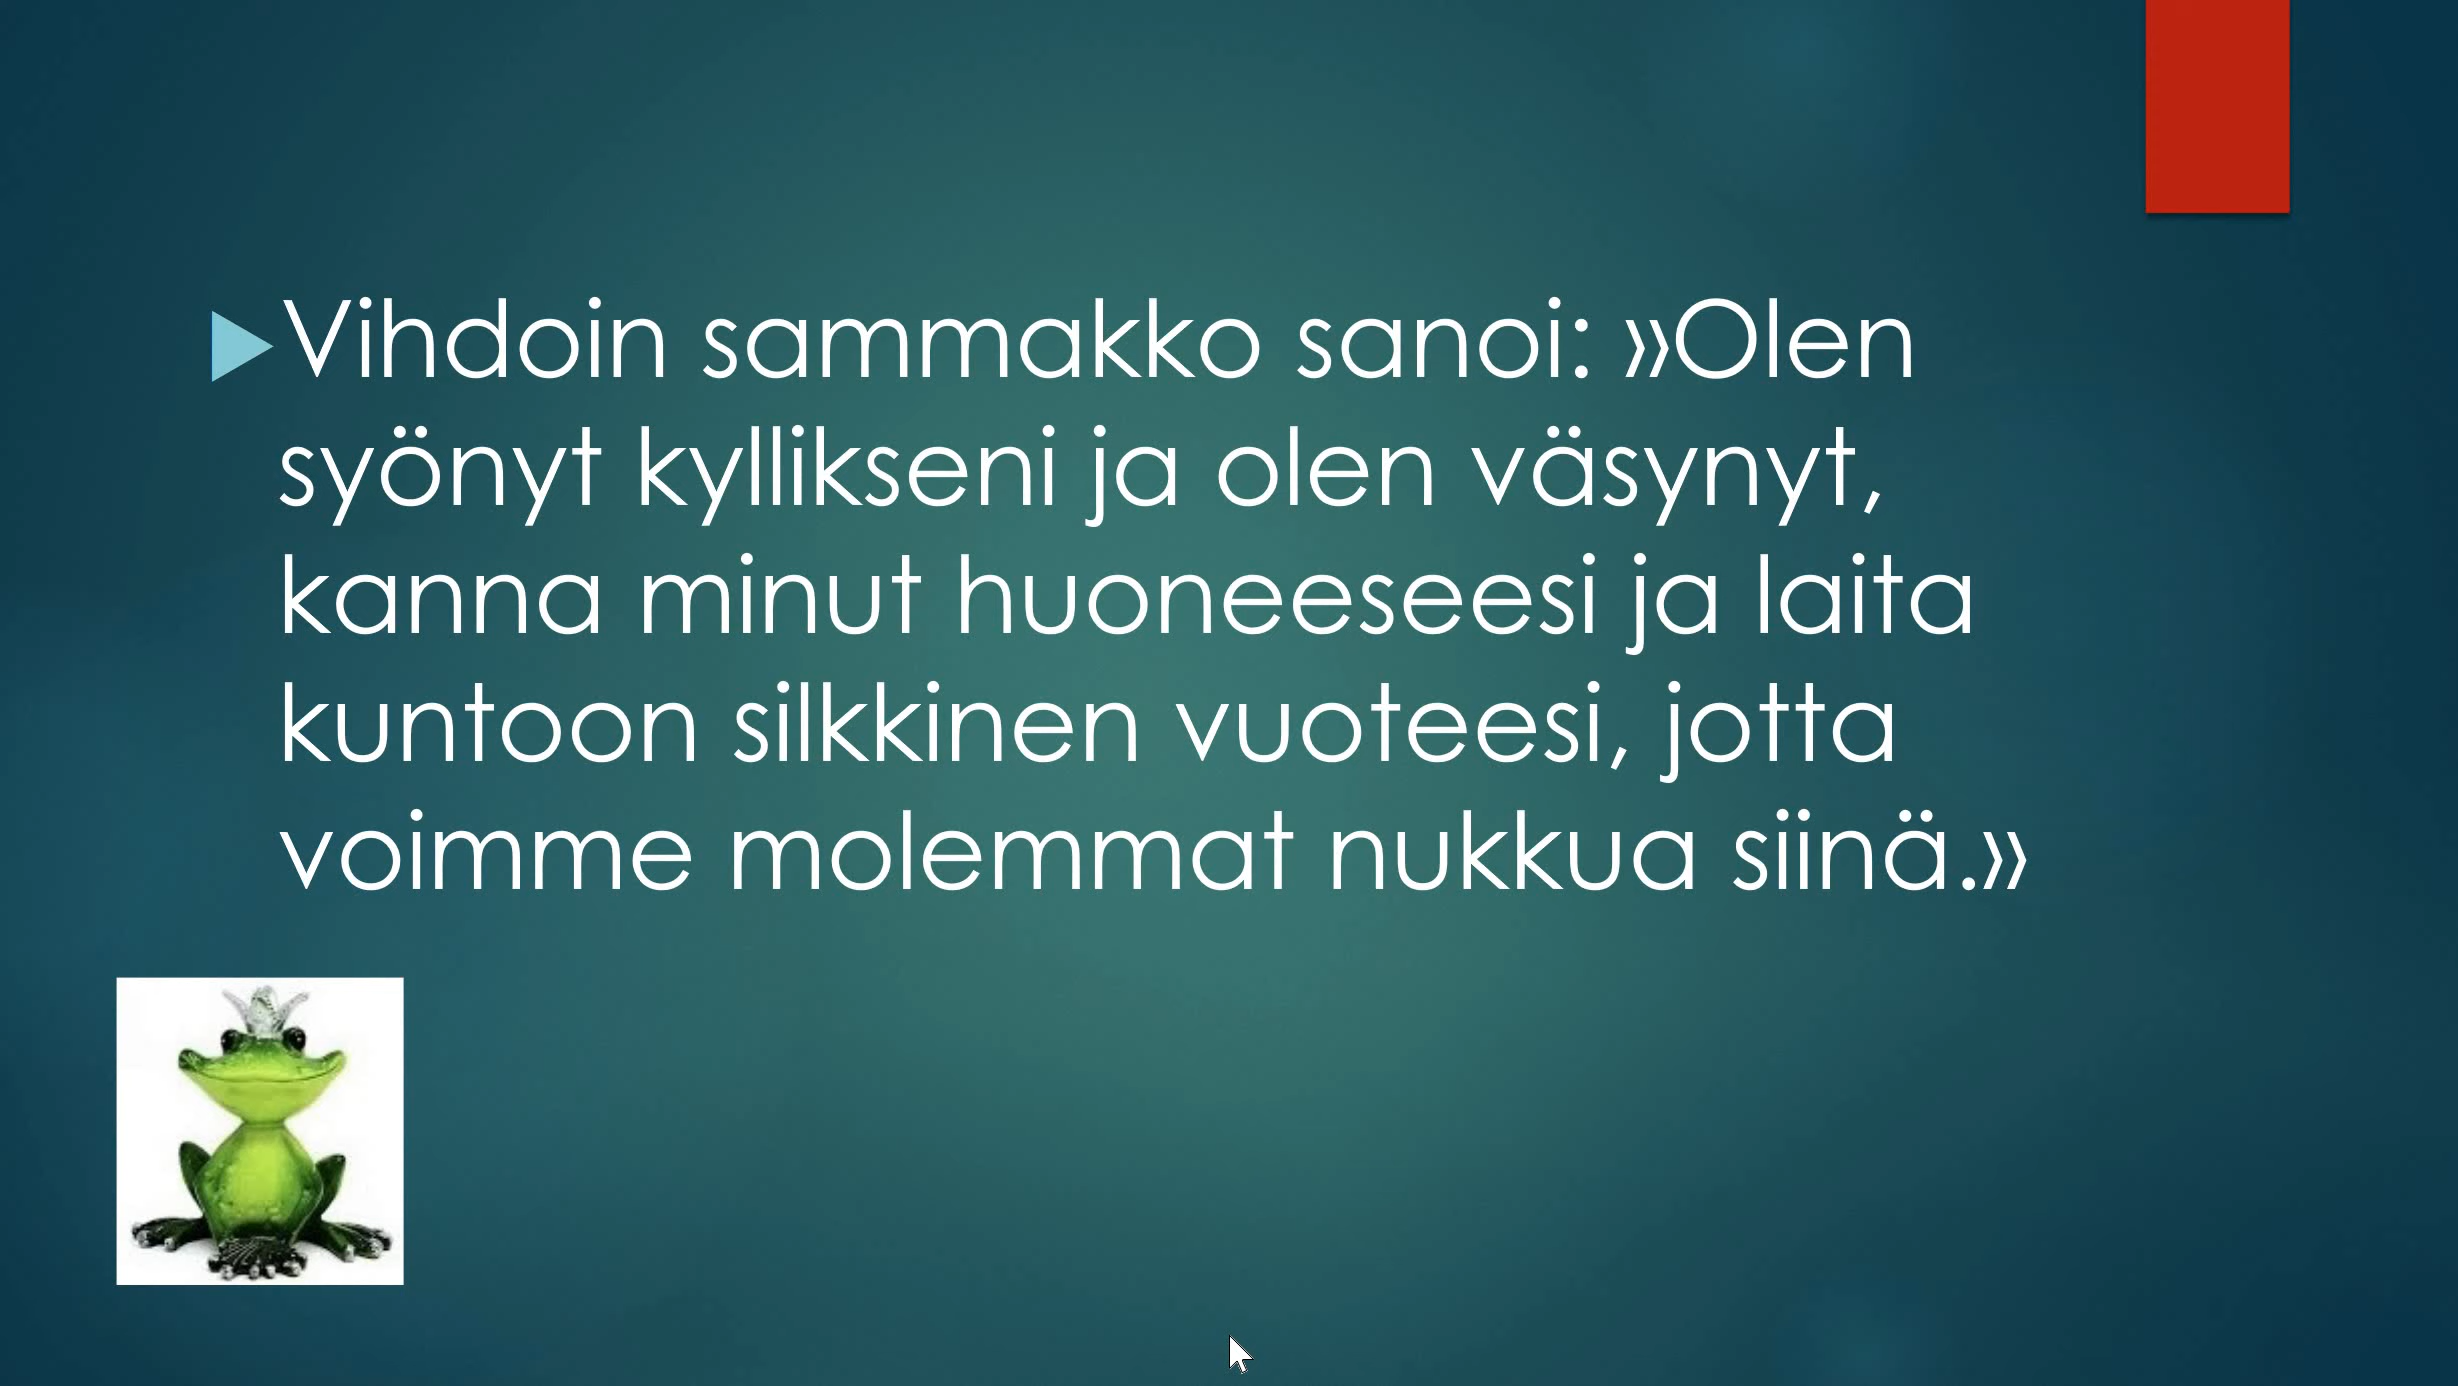 Vihdoin sammakko sanoi: »Olen
syönyt kyllikseni ja olen väsynyt,
kanna minut huoneeseesi ja laita
kuntoon silkkinen vuoteesi, jotta
voimme molemmat nukkua siinä.»